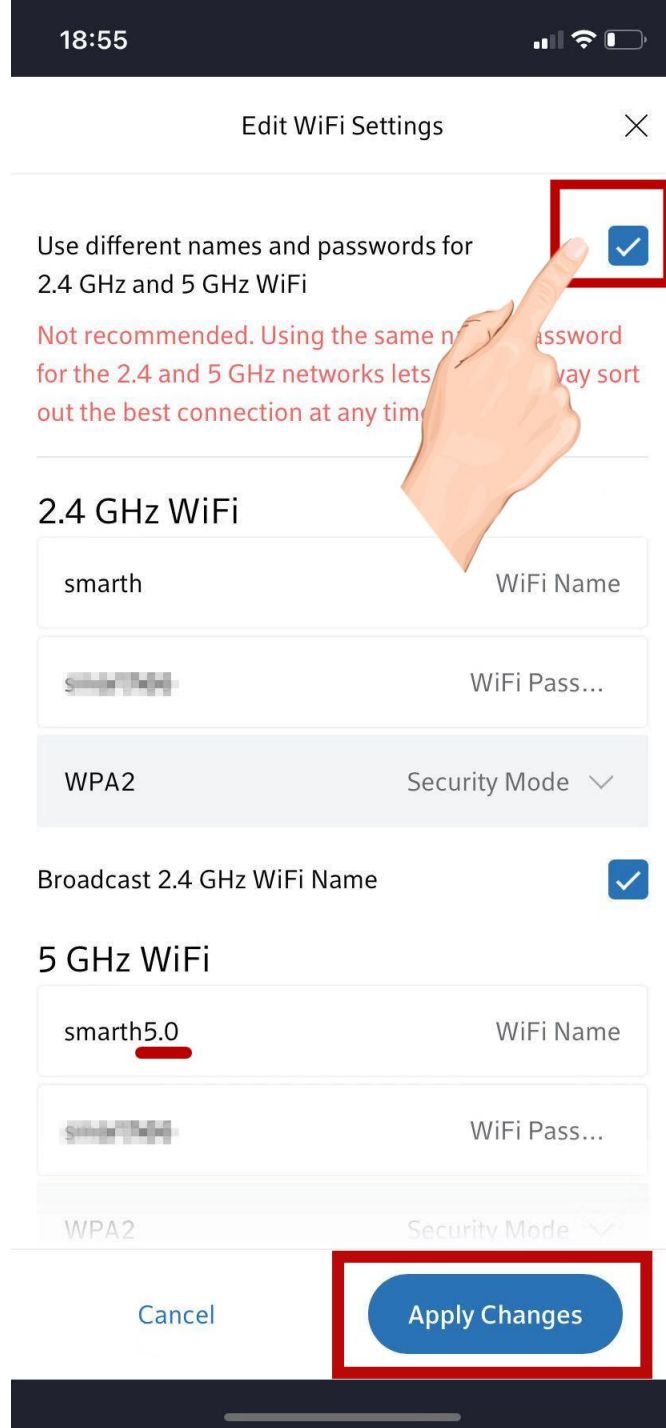 18:55
Edit WiFi Settings
Use different names and passwords for
2.4 GHz and 5 GHz WiFi
Not recommended. Using the same
for the 2.4 and 5 GHz networks lets sort
out the best connection at any
2.4 GHz WiFi
smarth WiFi Name
WiFi Pass...
WPA2 Security Mode
Broadcast 2.4 GHz WiFi Name
5 GHz WiFi
smarth5.0 WiFi Name
WiFi Pass...
WPA2 Security Mode
Cancel Apply Changes